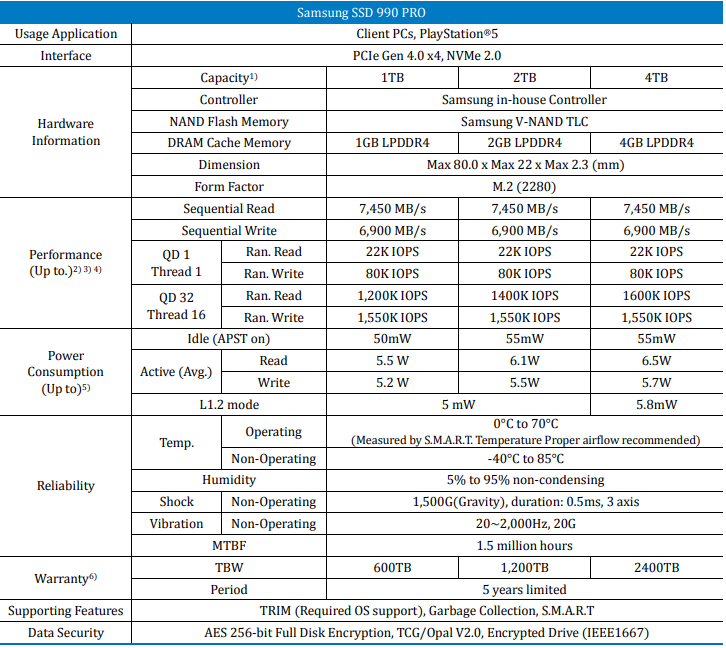 Samsung SSD 990 PRO
Usage Application Client PCs, PlayStation®5
Interface PCIe Gen 4.0 x4, NVMe 2.0
Hardware Information
Capacity1) 1TB 2TB 4TB
Controller Samsung in-house Controller
NAND Flash Memory Samsung V-NAND TLC
DRAM Cache Memory 1GB LPDDR4 2GB LPDDR4 4GB LPDDR4
Dimension Max 80.0 x Max 22 x Max 2.3 (mm)
Form Factor M.2 (2280)
Performance
(Up to.)2) 3) 4)
Sequential Read 7,450 MB/s 7,450 MB/s 7,450 MB/s
Sequential Write 6,900 MB/s 6,900 MB/s 6,900 MB/s
QD 1
Thread 1
Ran. Read 22K IOPS 22K IOPS 22K IOPS
Ran. Write 80K IOPS 80K IOPS 80K IOPS
QD 32
Thread 16
Ran. Read 1,200K IOPS 1400K IOPS 1600K IOPS
Ran. Write 1,550K IOPS 1,550K IOPS 1,550K IOPS
Power
Consumption
(Up to)5)
Idle (APST on) 50mW 55mW 55mW
Active (Avg.)
Read 5.5 W 6.1W 6.5W
Write 5.2 W 5.5W 5.7W
L1.2 mode 5 mW 5.8mW
Reliability
Temp.
Operating
0°C to 70°C
(Measured by S.M.A.R.T. Temperature Proper airflow recommended)
Non-Operating -40°C to 85°C
Humidity 5% to 95% non-condensing
Shock Non-Operating 1,500G(Gravity), duration: 0.5ms, 3 axis
Vibration Non-Operating 20~2,000Hz, 20G
MTBF 1.5 million hours
Warranty6)
TBW 600TB 1,200TB 2400TB
Period 5 years limited
Supporting Features TRIM (Required OS support), Garbage Collection, S.M.A.R.T
Data Security AES 256-bit Full Disk Encryption, TCG/Opal V2.0, Encrypted Drive (IEEE1667)